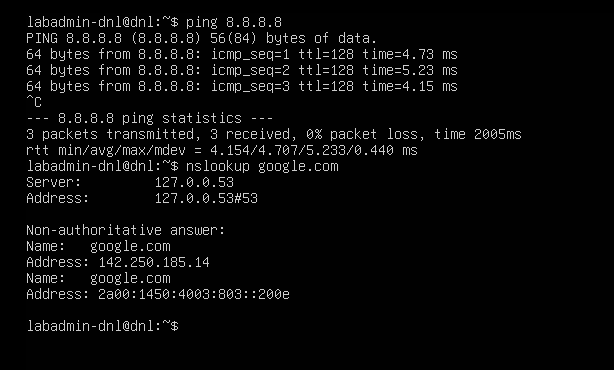 labadmin-dnl@dnl:~$ ping 8.8.8.8
PING 8.8.8.8 (8.8.8.8) 56(84) bytes of data.
64 bytes from 8.8.8.8: icmp_seq=1 ttl=128 time=4.73 ms
64 bytes from 8.8.8.8: icmp_seq=2 ttl=128 time=5.23 ms
64 bytes from 8.8.8.8: icmp_seq=3 ttl=128 time=4.15 ms
^C
--- 8.8.8.8 ping statistics ---
3 packets transmitted, 3 received, 0% packet loss, time 2005ms
rtt min/avg/max/mdev = 4.154/4.707/5.233/0.440 ms
labadmin-dnl@dnl:~$ nslookup google.com
Server:         127.0.0.53
Address:        127.0.0.53#53

Non-authoritative answer:
Name:   google.com
Address: 142.250.185.14
Name:   google.com
Address: 2a00:1450:4003:803::200e

labadmin-dnl@dnl:~$